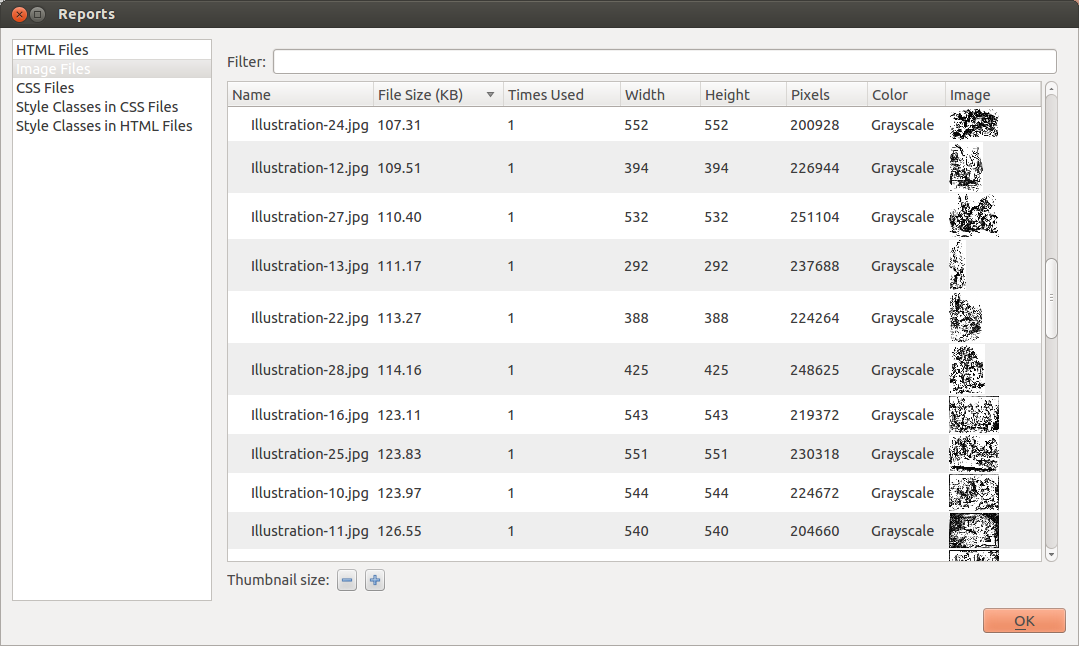 Reports
HTML Files
Image Files
CSS Files
Style Classes in CSS Files
Style Classes in HTML Files
Filter:
Name File Size (KB) Times Used Width Height Pixels Color Image
Illustration-24.jpg 107.31 1 552 552 200928 Grayscale
Illustration-12.jpg 109.51 1 394 394 226944 Grayscale
Illustration-27.jpg 110.40 1 532 532 251104 Grayscale
Illustration-13.jpg 111.17 1 292 292 237688 Grayscale
Illustration-22.jpg 113.27 1 388 388 224264 Grayscale
Illustration-28.jpg 114.16 1 425 425 248625 Grayscale
Illustration-16.jpg 123.11 1 543 543 219372 Grayscale
Illustration-25.jpg 123.83 1 551 551 230318 Grayscale
Illustration-10.jpg 123.97 1 544 544 224672 Grayscale
Illustration-11.jpg 126.55 1 540 540 204660 Grayscale
Thumbnail size:
OK